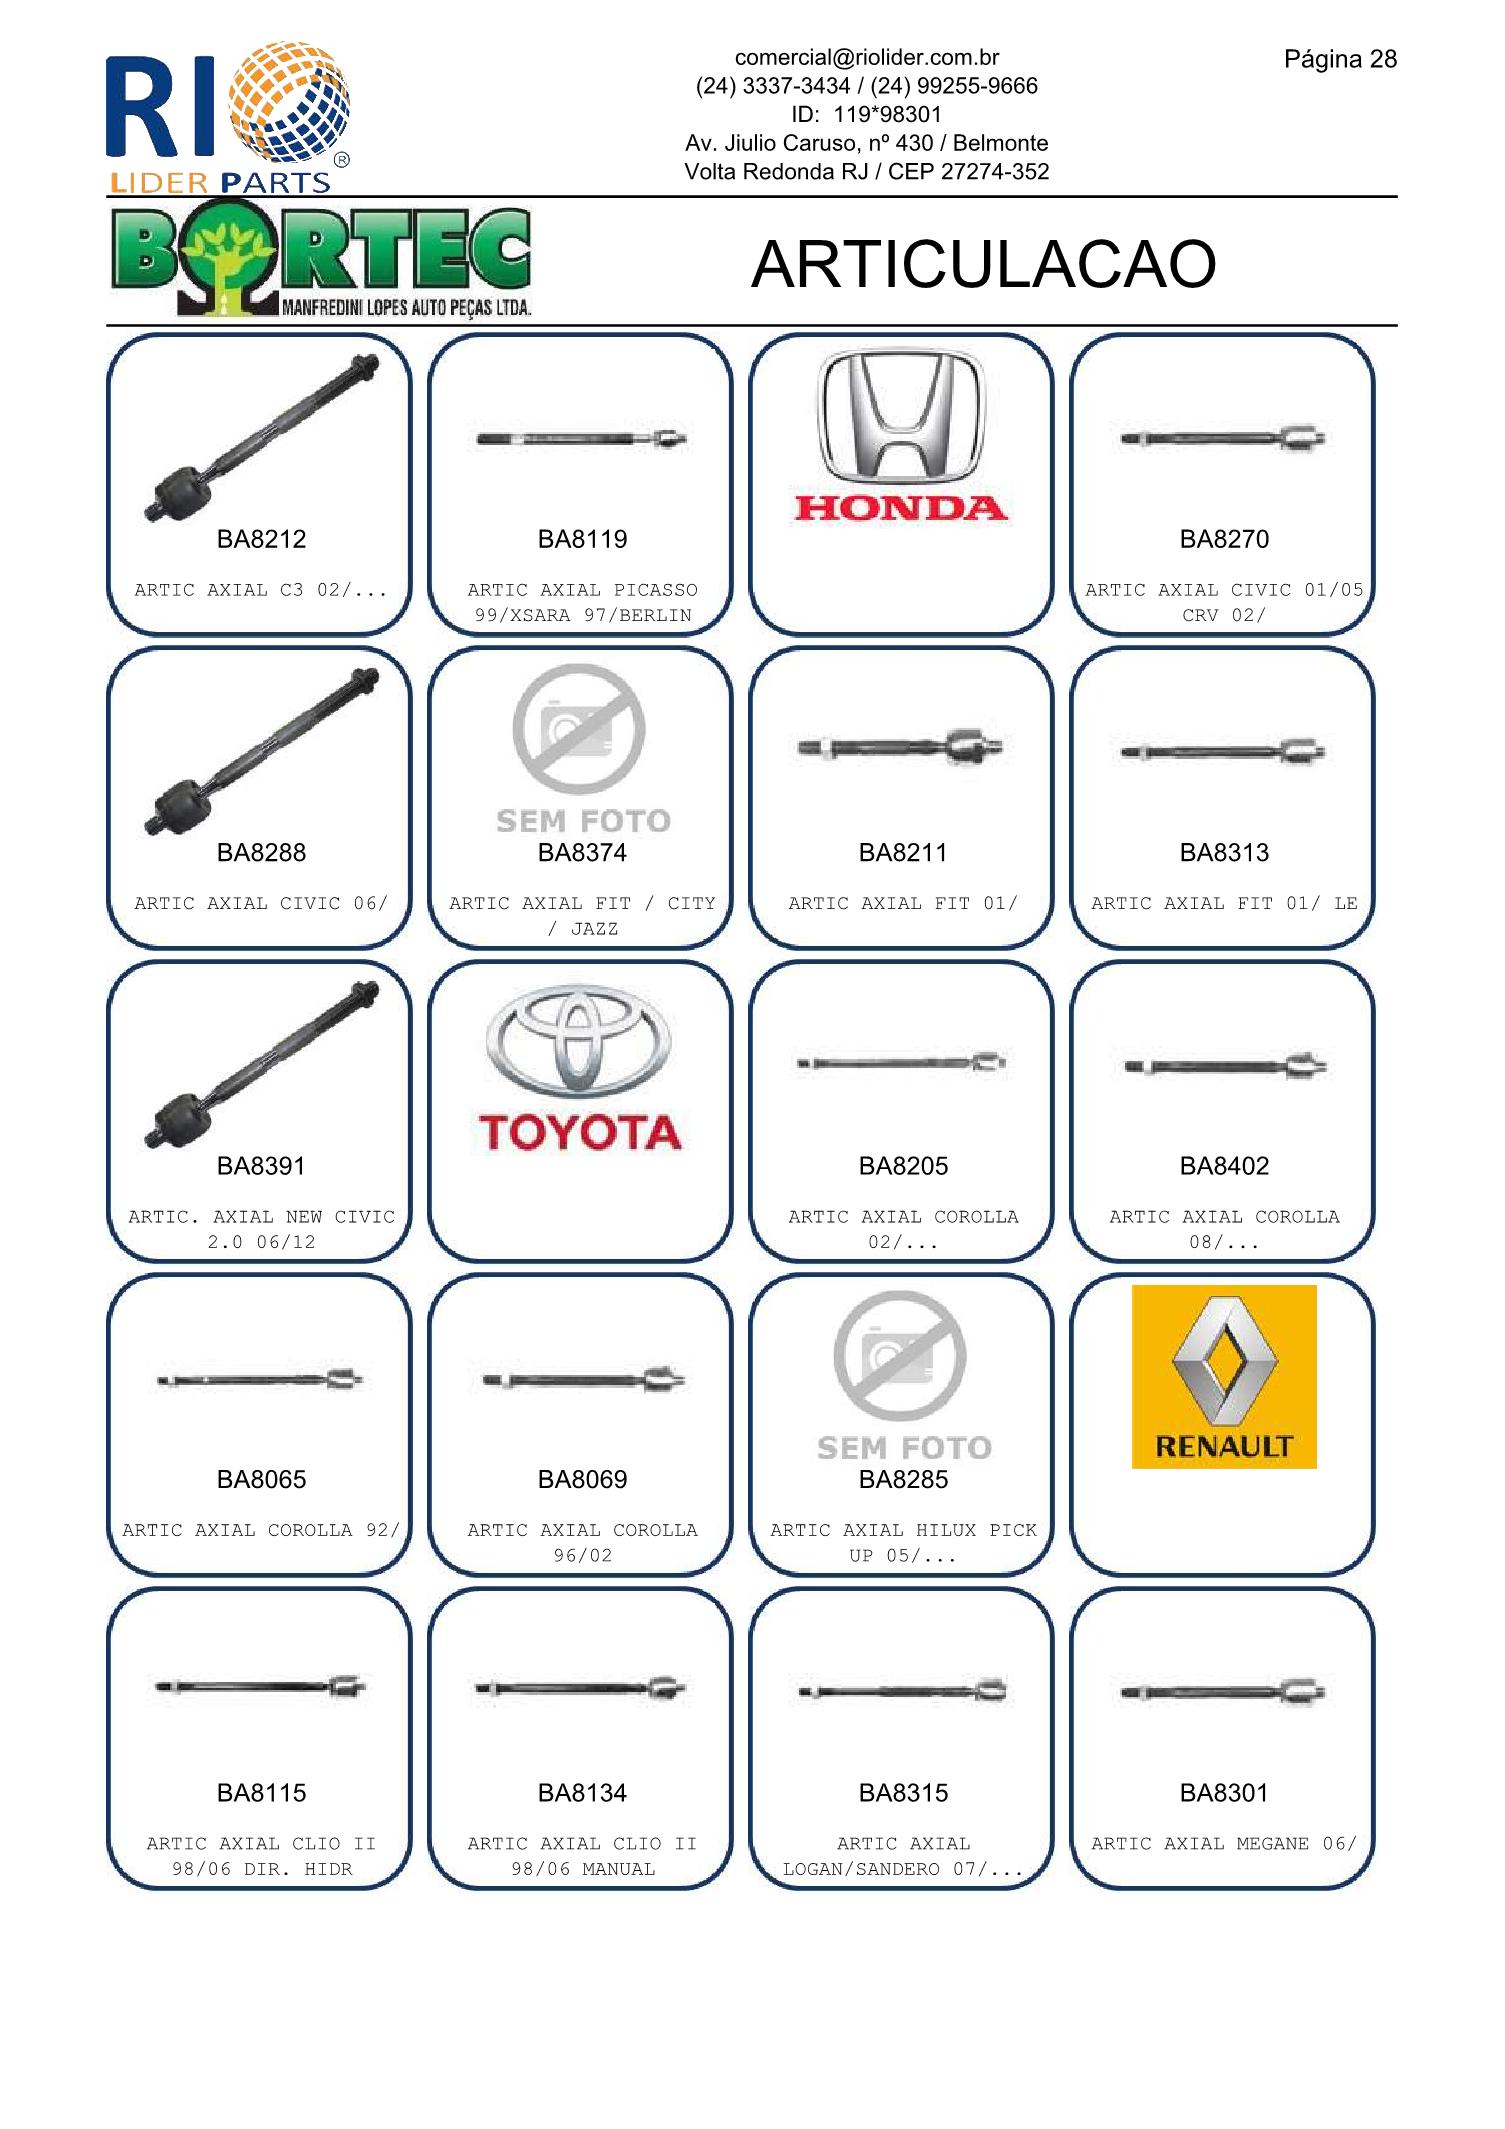 RIO
®
LIDER PARTS
comercial@riolider.com.br
(24) 3337-3434 / (24) 99255-9666
ID: 119*98301
Av. Jiulio Caruso, nº 430 / Belmonte
Volta Redonda RJ / CEP 27274-352
Página 28
BORTEC
MANFREDINI LOPES AUTO PEÇAS LTDA.
ARTICULACAO
BA8212
ARTIC AXIAL C3 02/...
BA8119
ARTIC AXIAL PICASSO
99/XSARA 97/BERLIN
HONDA
BA8270
ARTIC AXIAL CIVIC 01/05
CRV 02/
BA8288
ARTIC AXIAL CIVIC 06/
SEM FOTO
BA8374
ARTIC AXIAL FIT / CITY
/ JAZZ
BA8211
ARTIC AXIAL FIT 01/
BA8313
ARTIC AXIAL FIT 01/ LE
BA8391
ARTIC. AXIAL NEW CIVIC
2.0 06/12
TOYOTA
BA8205
ARTIC AXIAL COROLLA
02/...
BA8402
ARTIC AXIAL COROLLA
08/...
BA8065
ARTIC AXIAL COROLLA 92/
BA8069
ARTIC AXIAL COROLLA
96/02
SEM FOTO
BA8285
ARTIC AXIAL HILUX PICK
UP 05/...
RENAULT
BA8115
ARTIC AXIAL CLIO II
98/06 DIR. HIDR
BA8134
ARTIC AXIAL CLIO II
98/06 MANUAL
BA8315
ARTIC AXIAL
LOGAN/SANDERO 07/...
BA8301
ARTIC AXIAL MEGANE 06/